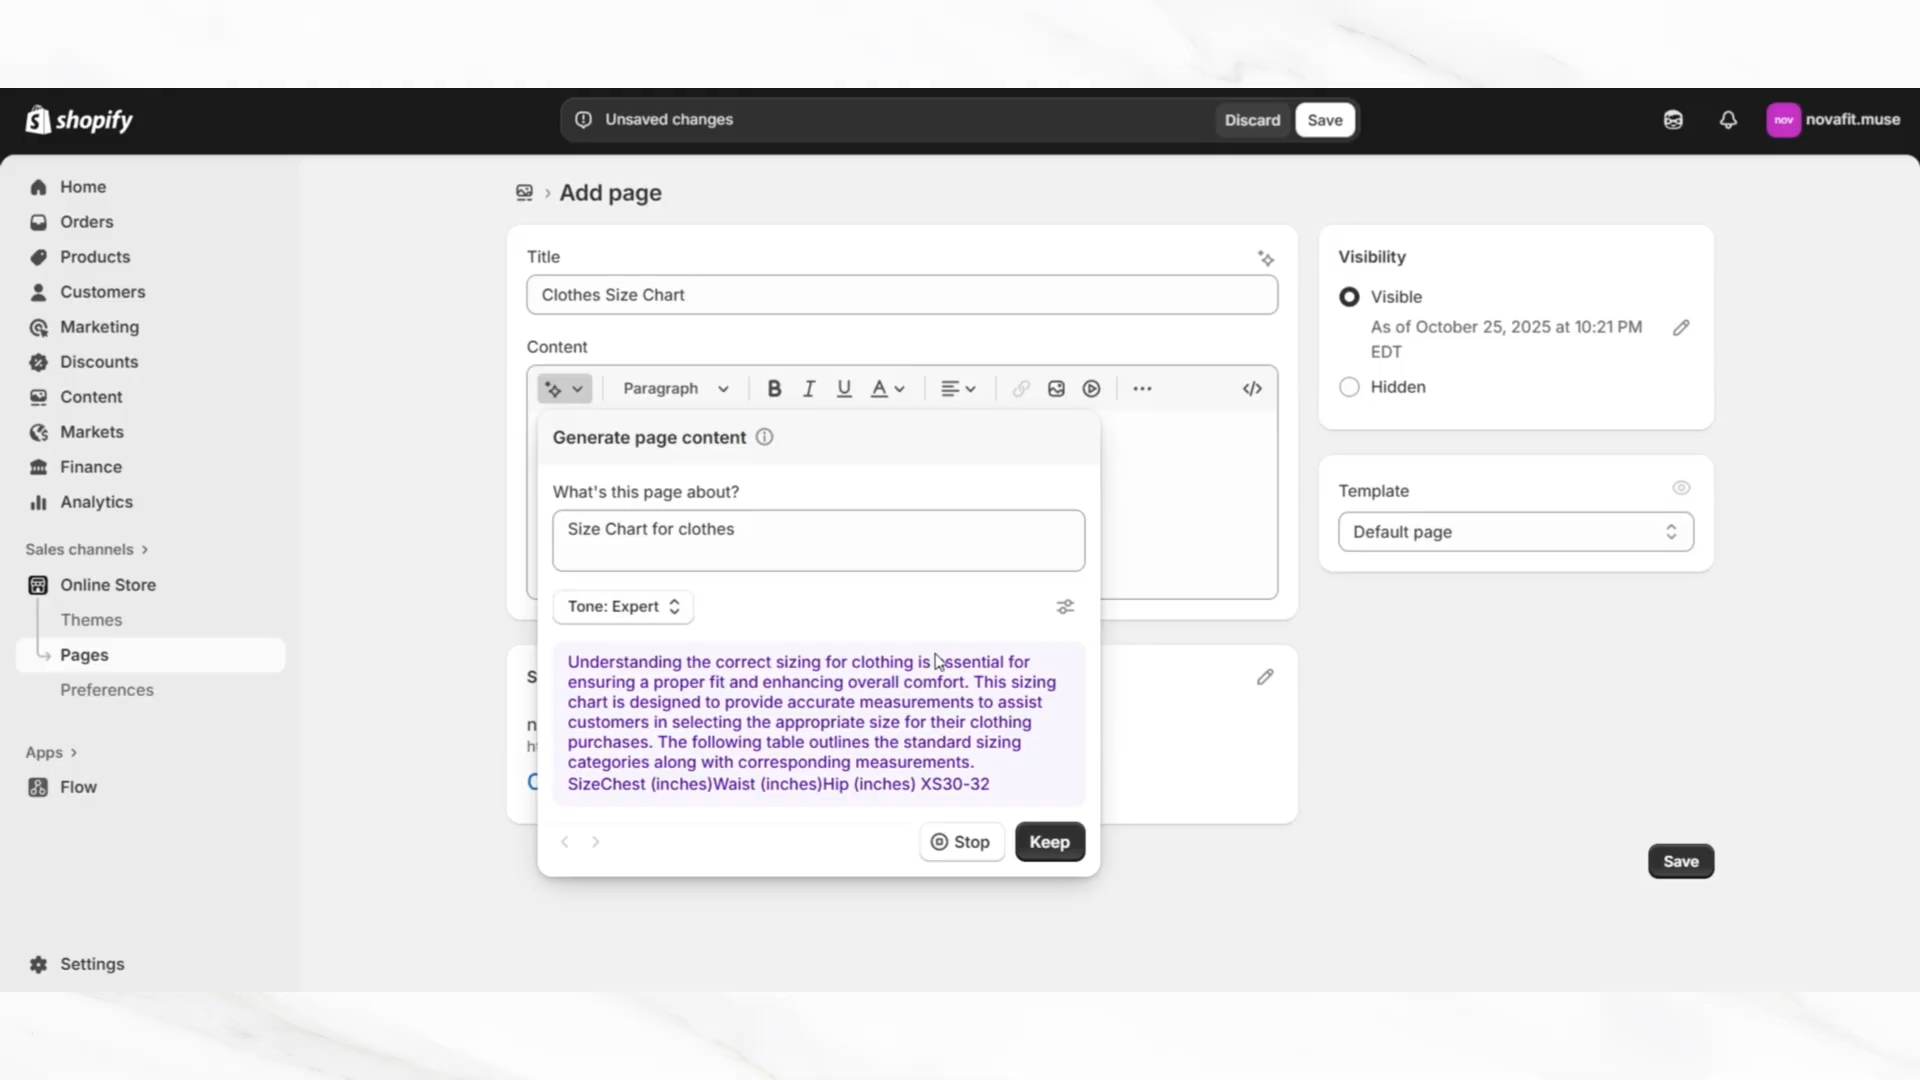 shopify
Unsaved changes
Discard
Save
nov
novafit.muse
Home
Orders
Products
Customers
Marketing
Discounts
Content
Markets
Finance
Analytics
Sales channels
Online Store
Themes
Pages
Preferences
Apps
Flow
Settings
Add page
Title
Clothes Size Chart
Content
Paragraph
B I U A
Generate page content
What's this page about?
Size Chart for clothes
Tone: Expert
Understanding the correct sizing for clothing is essential for
ensuring a proper fit and enhancing overall comfort. This sizing
chart is designed to provide accurate measurements to assist
customers in selecting the appropriate size for their clothing
purchases. The following table outlines the standard sizing
categories along with corresponding measurements.
SizeChest (inches)Waist (inches)Hip (inches) XS30-32
Stop
Keep
Visibility
Visible
As of October 25, 2025 at 10:21 PM
EDT
Hidden
Template
Default page
Save